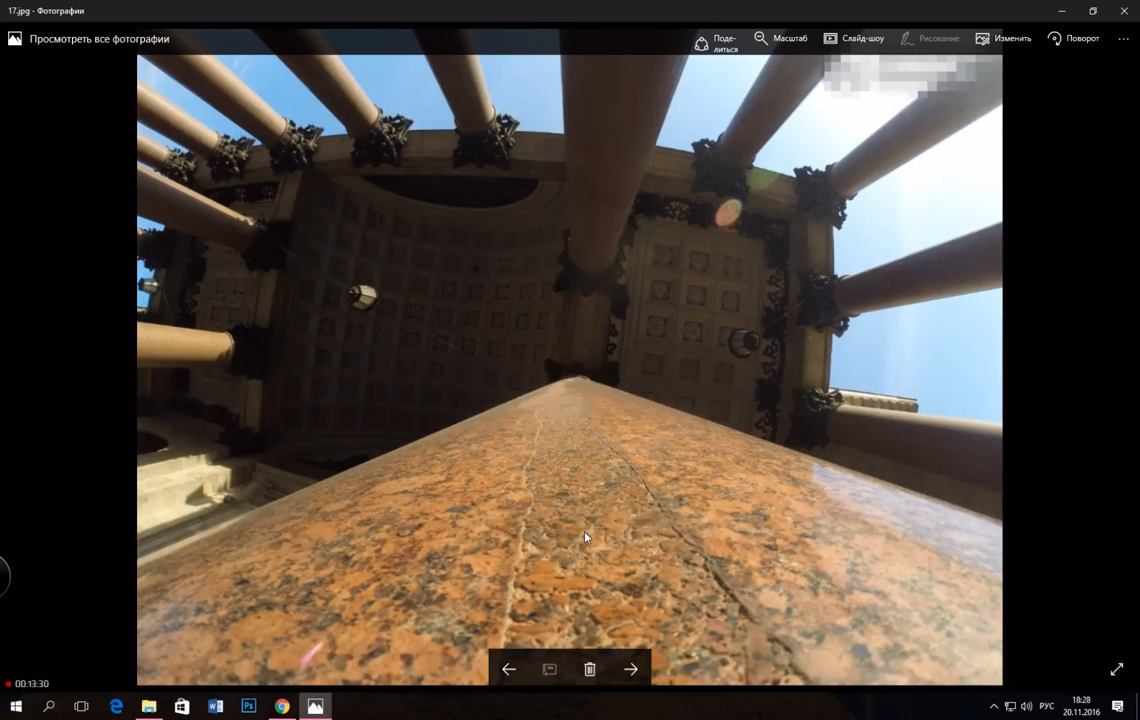 17.jpg - Фотографии
Просмотреть все фотографии
Поде-
литься
Масштаб
Слайд-шоу
Рисование
Изменить
Поворот
00:13:30
РУС
18:28
20.11.2016